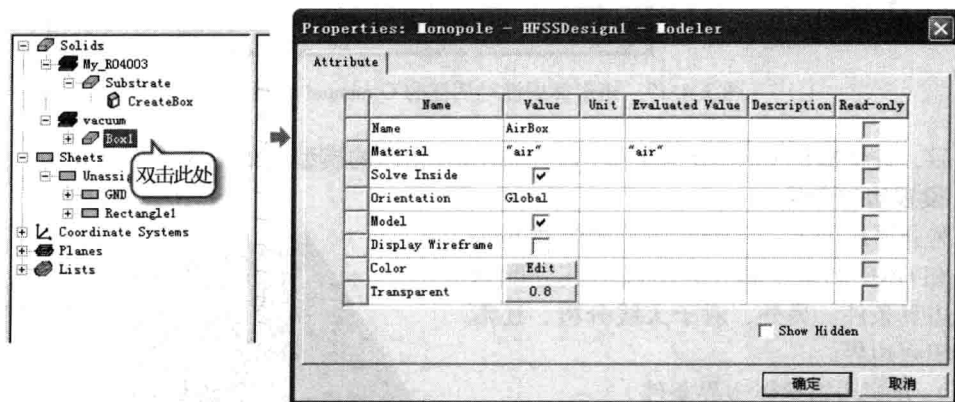 Solids
My_RO4003
Substrate
CreateBox
vacuum
Box1
Sheets
Unassi
GND
Rectangle1
Coordinate Systems
Planes
Lists
双击此处
Properties: Monopole - HFSSDesign1 - Modeler
Attribute
Name Value Unit Evaluated Value Description Read-only
Name AirBox
Material "air" "air"
Solve Inside
Orientation Global
Model
Display Wireframe
Color Edit
Transparent 0.8
Show Hidden
确定 取消